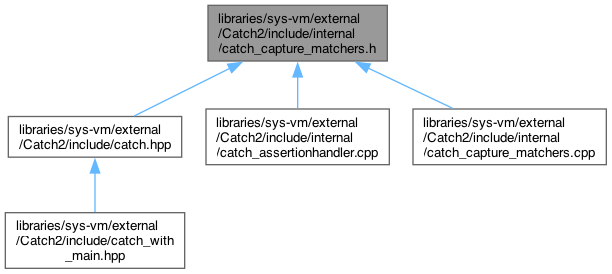 libraries/sys-vm/external
/Catch2/include/internal
/catch_capture_matchers.h
libraries/sys-vm/external
/Catch2/include/catch.hpp
libraries/sys-vm/external
/Catch2/include/internal
/catch_assertionhandler.cpp
libraries/sys-vm/external
/Catch2/include/internal
/catch_capture_matchers.cpp
libraries/sys-vm/external
/Catch2/include/catch_with
_main.hpp